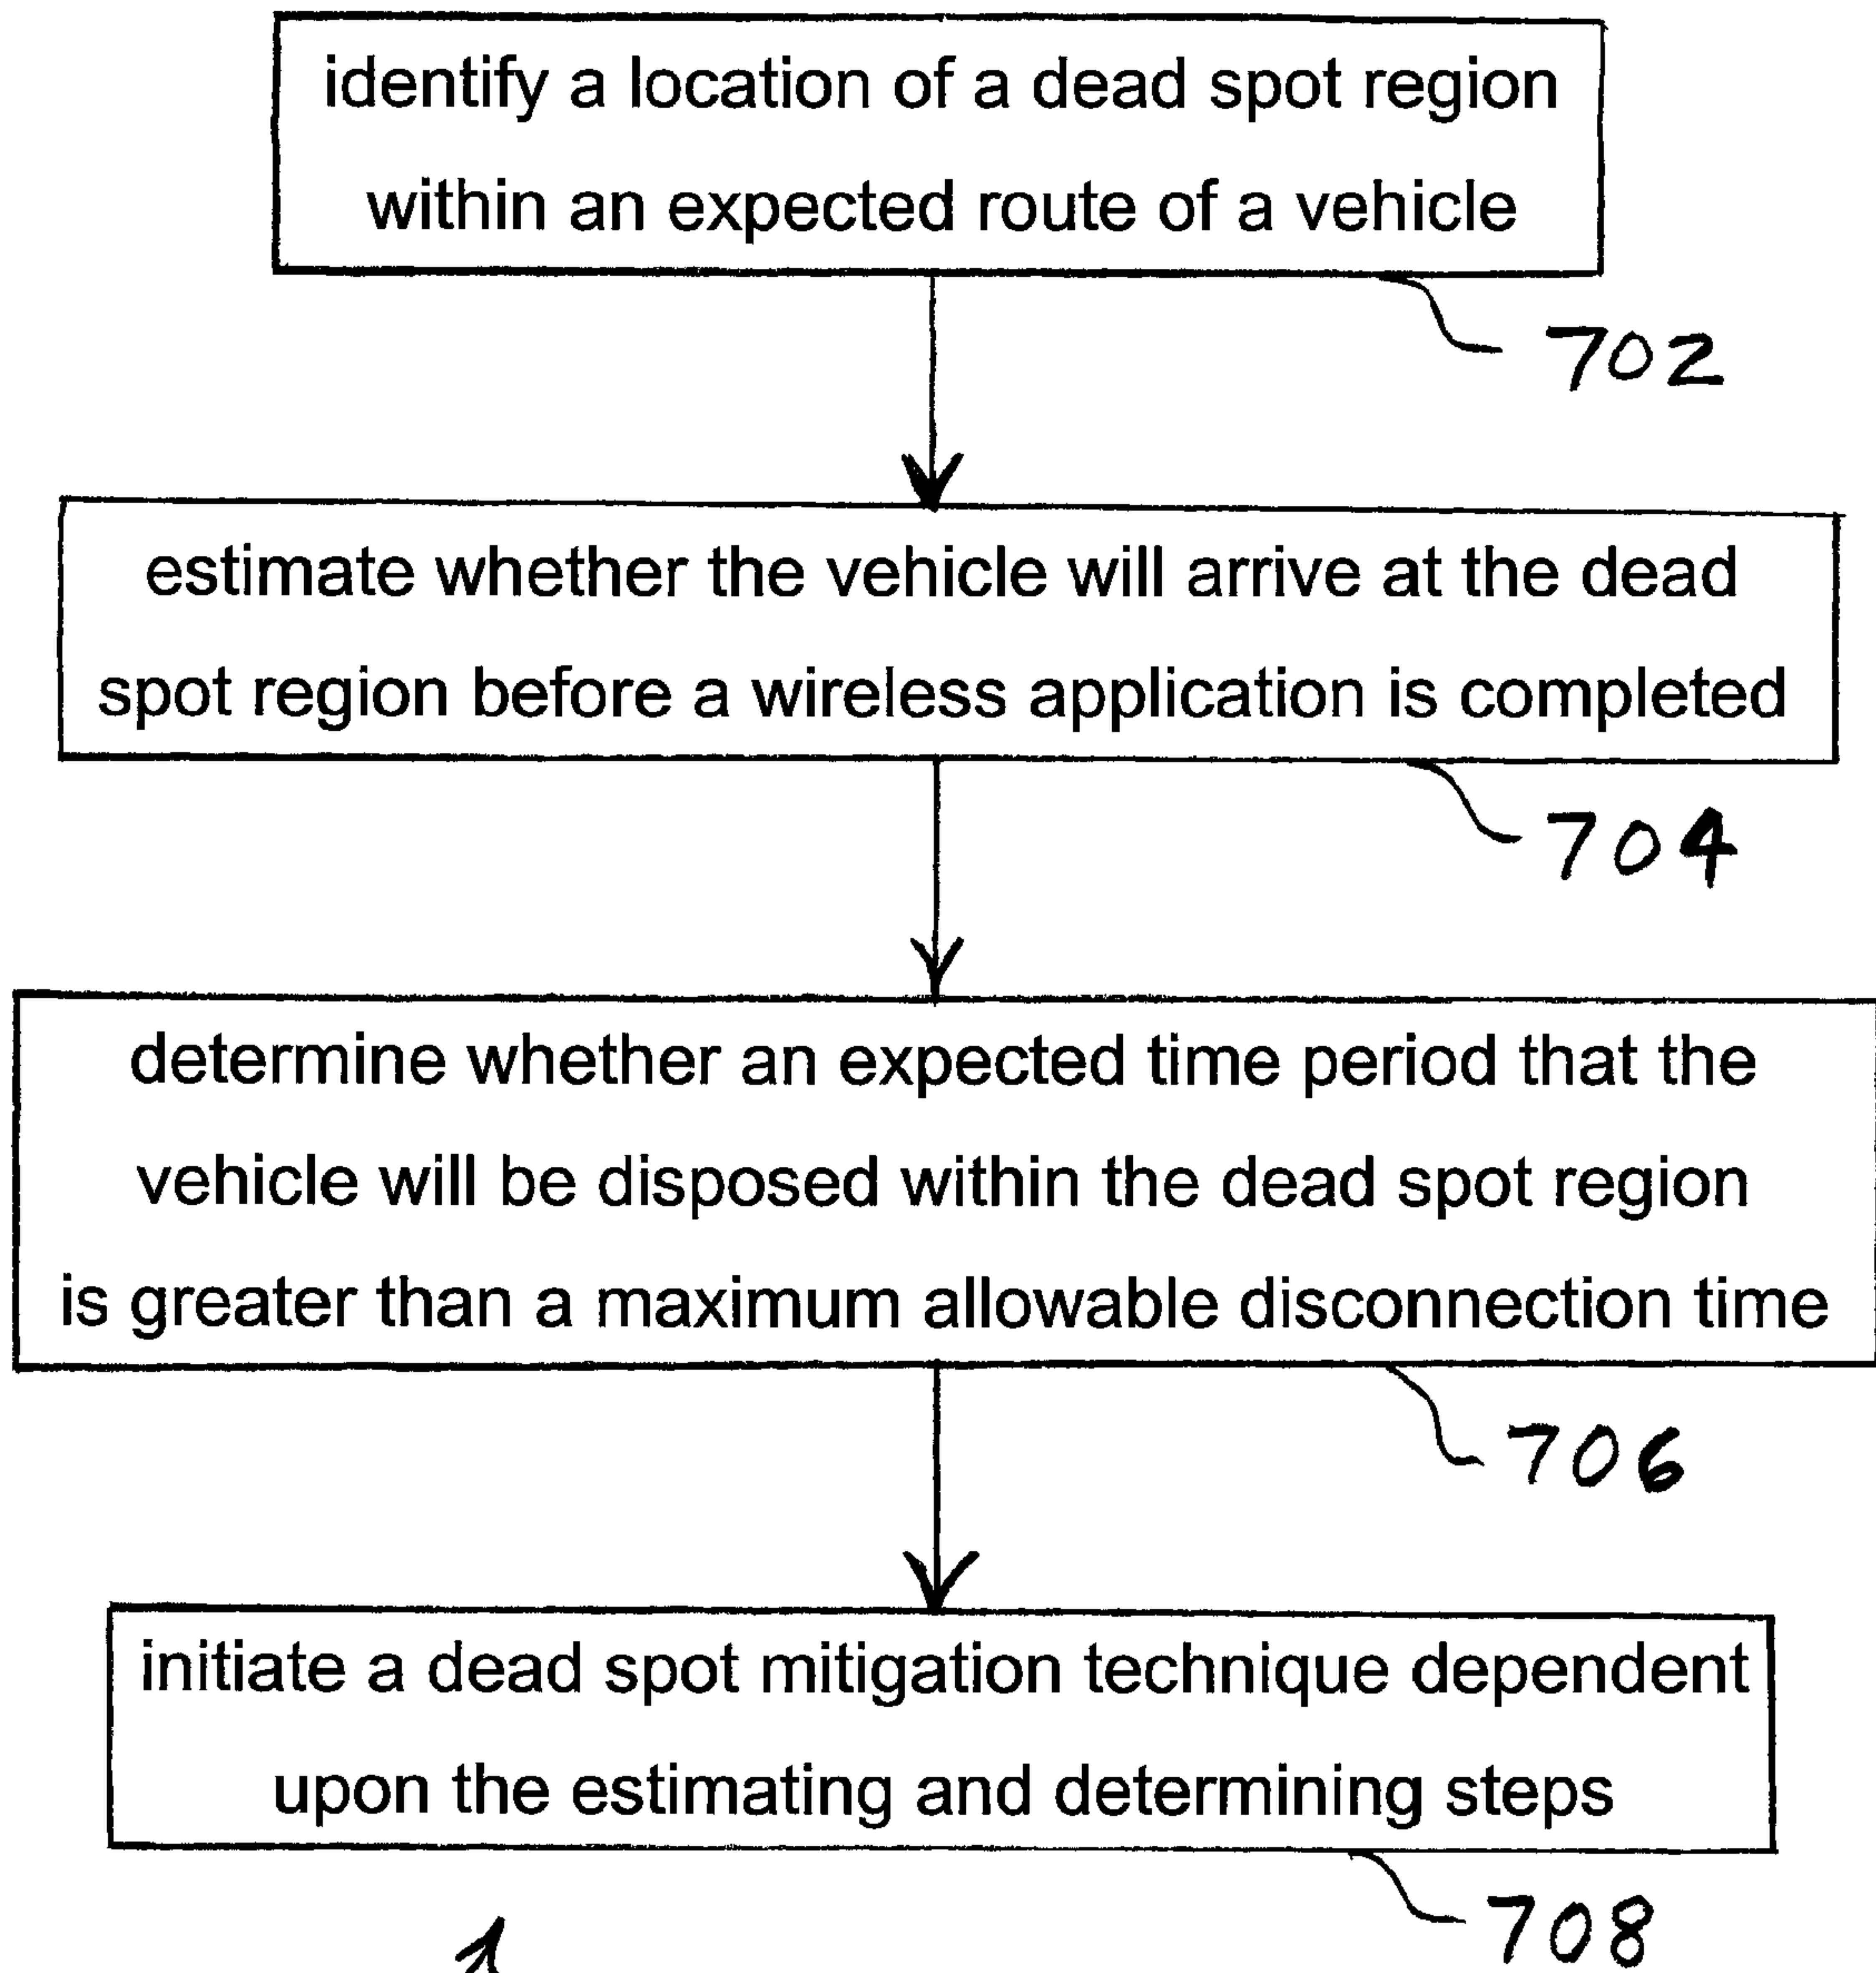 identify a location of a dead spot region
within an expected route of a vehicle
702
estimate whether the vehicle will arrive at the dead
spot region before a wireless application is completed
704
determine whether an expected time period that the
vehicle will be disposed within the dead spot region
is greater than a maximum allowable disconnection time
706
initiate a dead spot mitigation technique dependent
upon the estimating and determining steps
708